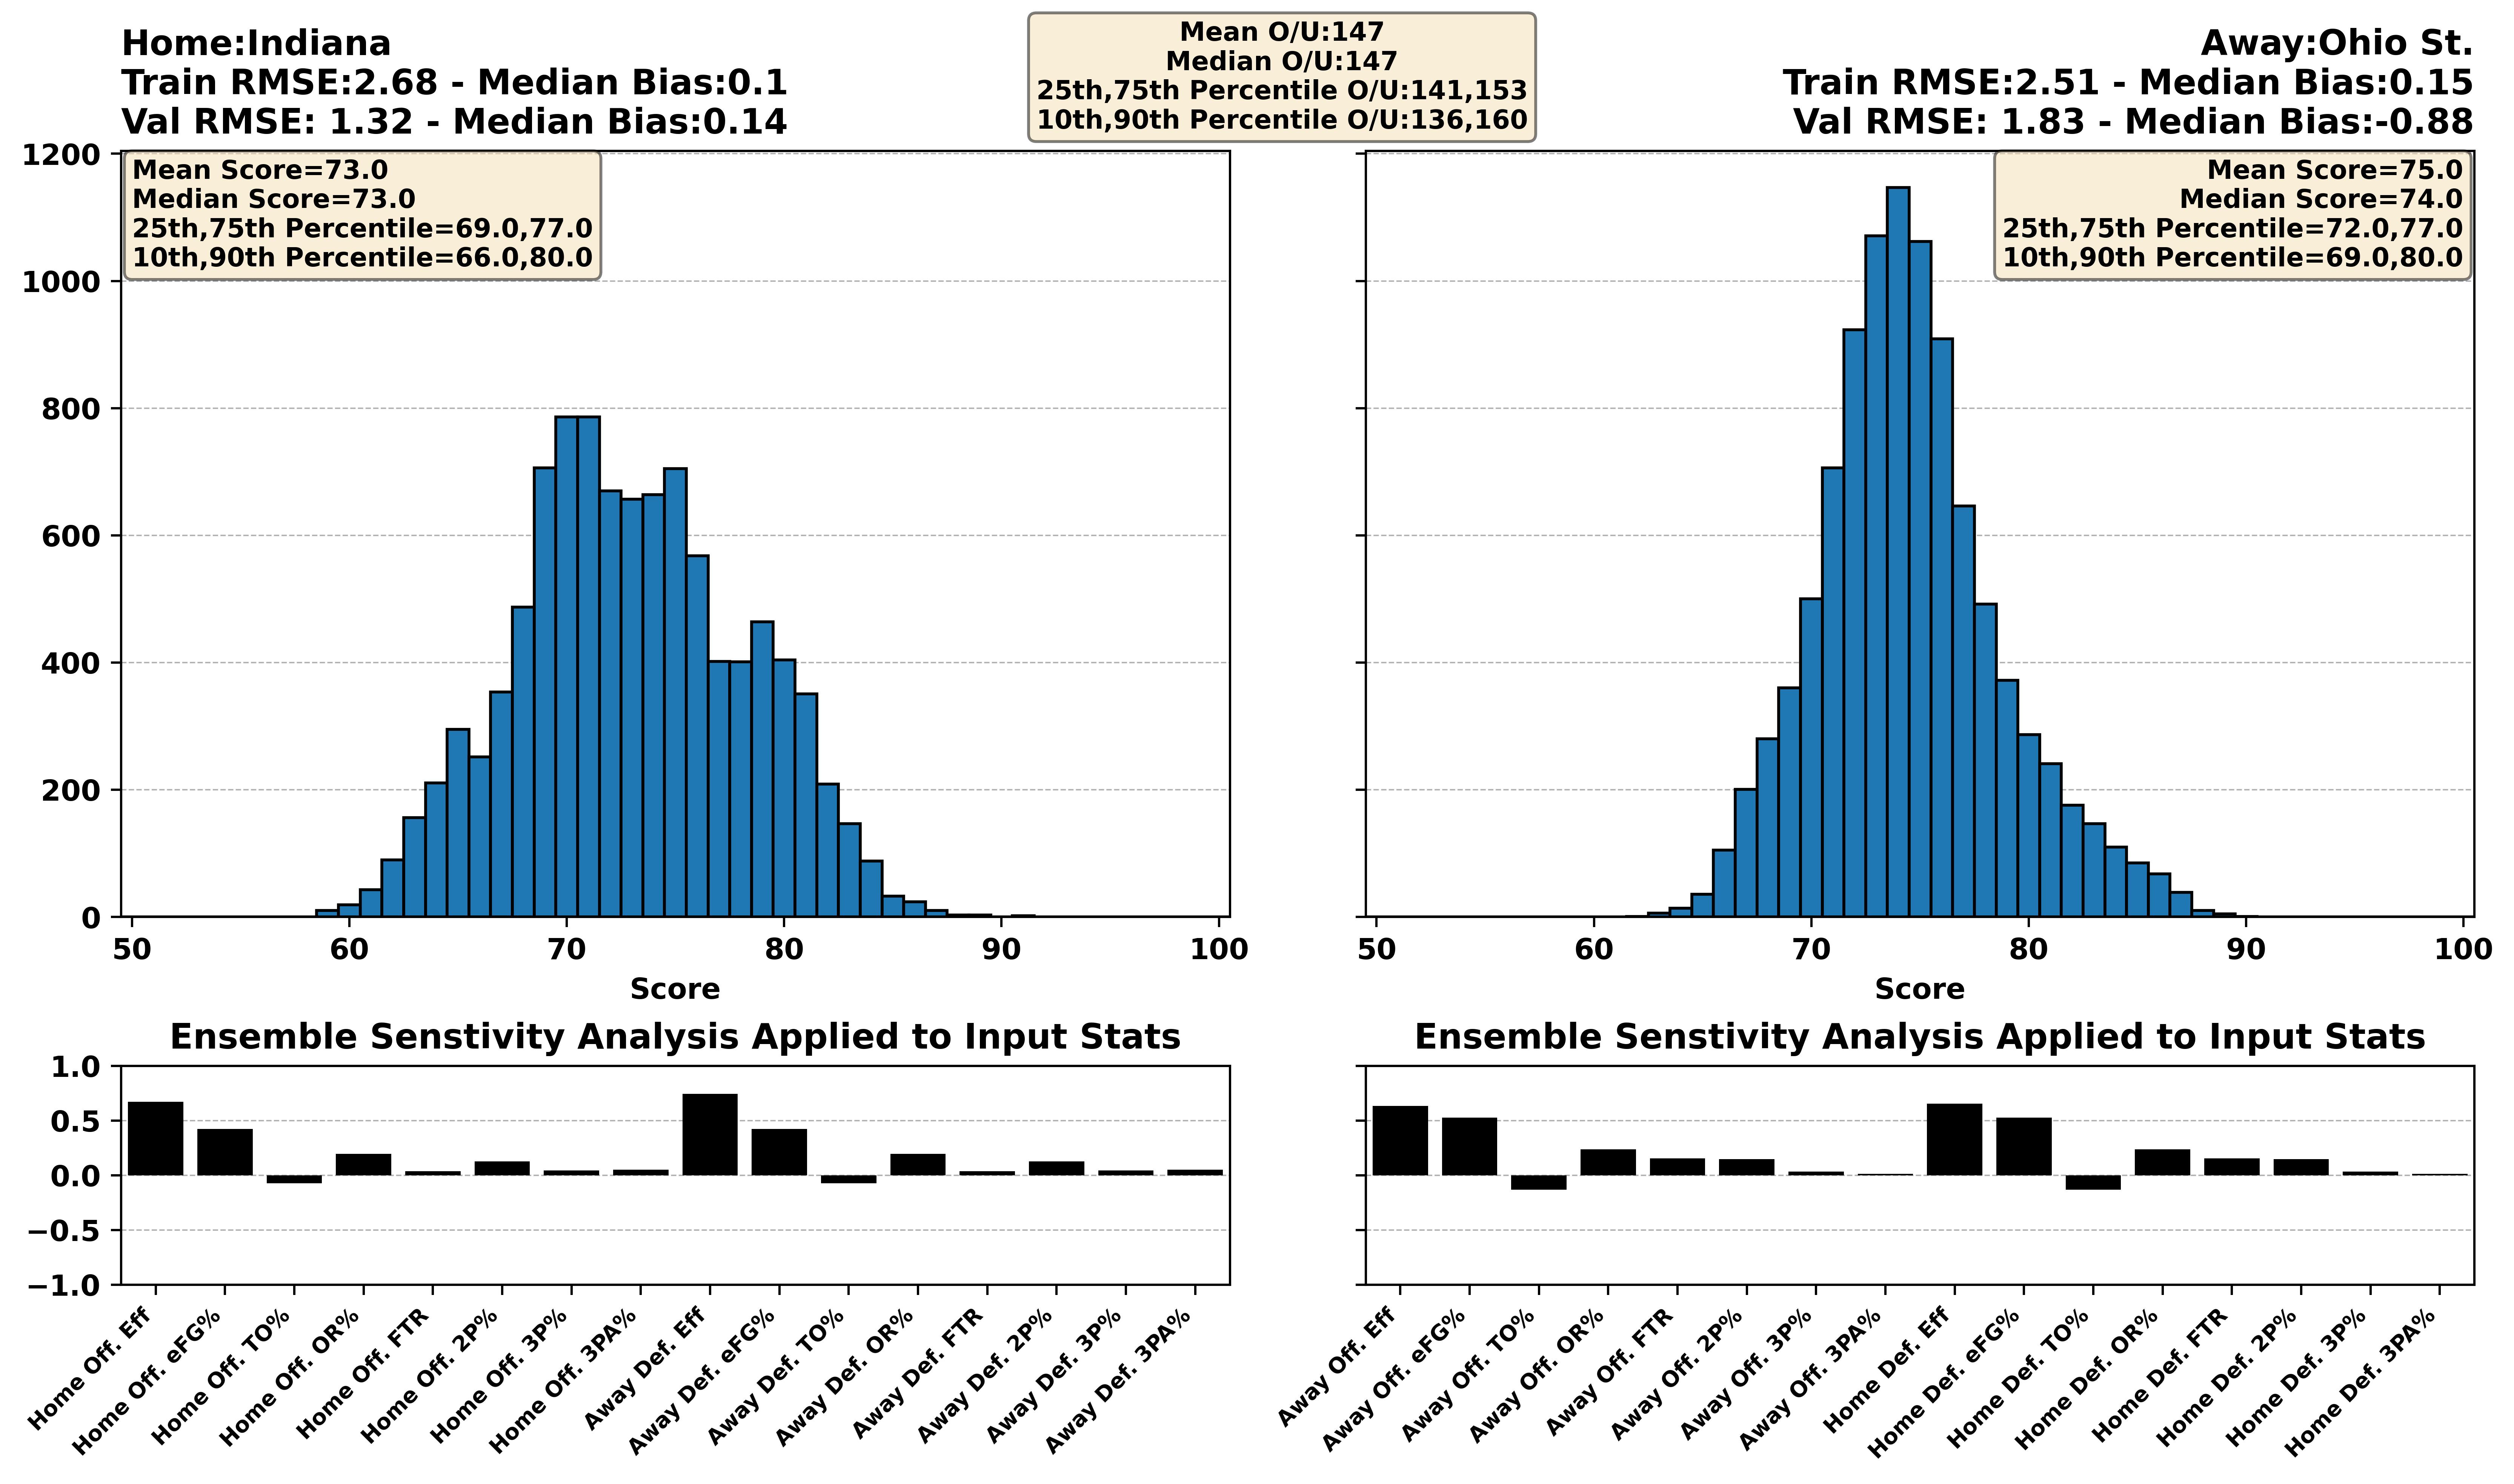 Home:Indiana
Train RMSE:2.68 - Median Bias:0.1
Val RMSE: 1.32 - Median Bias:0.14
Mean O/U:147
Median O/U:147
25th,75th Percentile O/U:141,153
10th,90th Percentile O/U:136,160
Away:Ohio St.
Train RMSE:2.51 - Median Bias:0.15
Val RMSE: 1.83 - Median Bias:-0.88
Mean Score=73.0
Median Score=73.0
25th,75th Percentile=69.0,77.0
10th,90th Percentile=66.0,80.0
1200
1000
800
600
400
200
0
50 60 70 80 90 100
Score
Mean Score=75.0
Median Score=74.0
25th,75th Percentile=72.0,77.0
10th,90th Percentile=69.0,80.0
50 60 70 80 90 100
Score
Ensemble Senstivity Analysis Applied to Input Stats
1.0
0.5
0.0
−0.5
−1.0
Home Off. Eff
Home Off. eFG%
Home Off. TO%
Home Off. OR%
Home Off. FTR
Home Off. 2P%
Home Off. 3P%
Home Off. 3PA%
Away Def. Eff
Away Def. eFG%
Away Def. TO%
Away Def. OR%
Away Def. FTR
Away Def. 2P%
Away Def. 3P%
Away Def. 3PA%
Ensemble Senstivity Analysis Applied to Input Stats
Away Off. Eff
Away Off. eFG%
Away Off. TO%
Away Off. OR%
Away Off. FTR
Away Off. 2P%
Away Off. 3P%
Away Off. 3PA%
Home Def. Eff
Home Def. eFG%
Home Def. TO%
Home Def. OR%
Home Def. FTR
Home Def. 2P%
Home Def. 3P%
Home Def. 3PA%